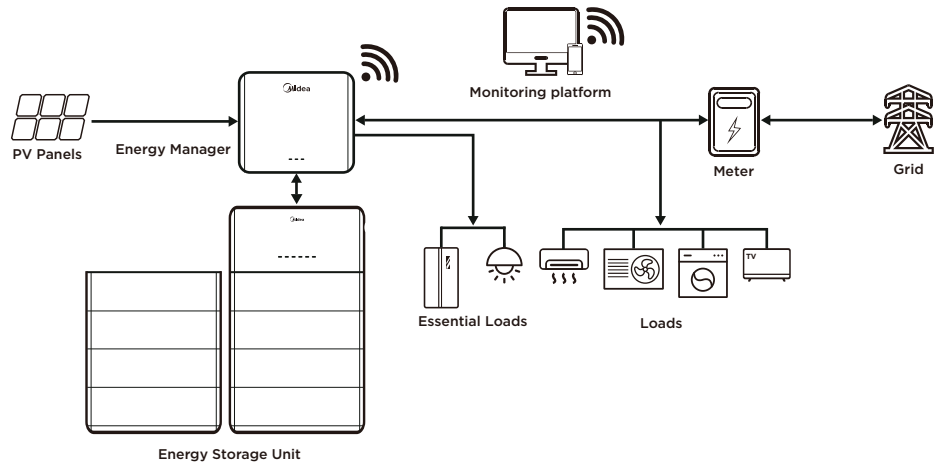 Midea
Monitoring platform
PV Panels
Energy Manager
Meter
Grid
Midea
TV
Essential Loads
Loads
Energy Storage Unit